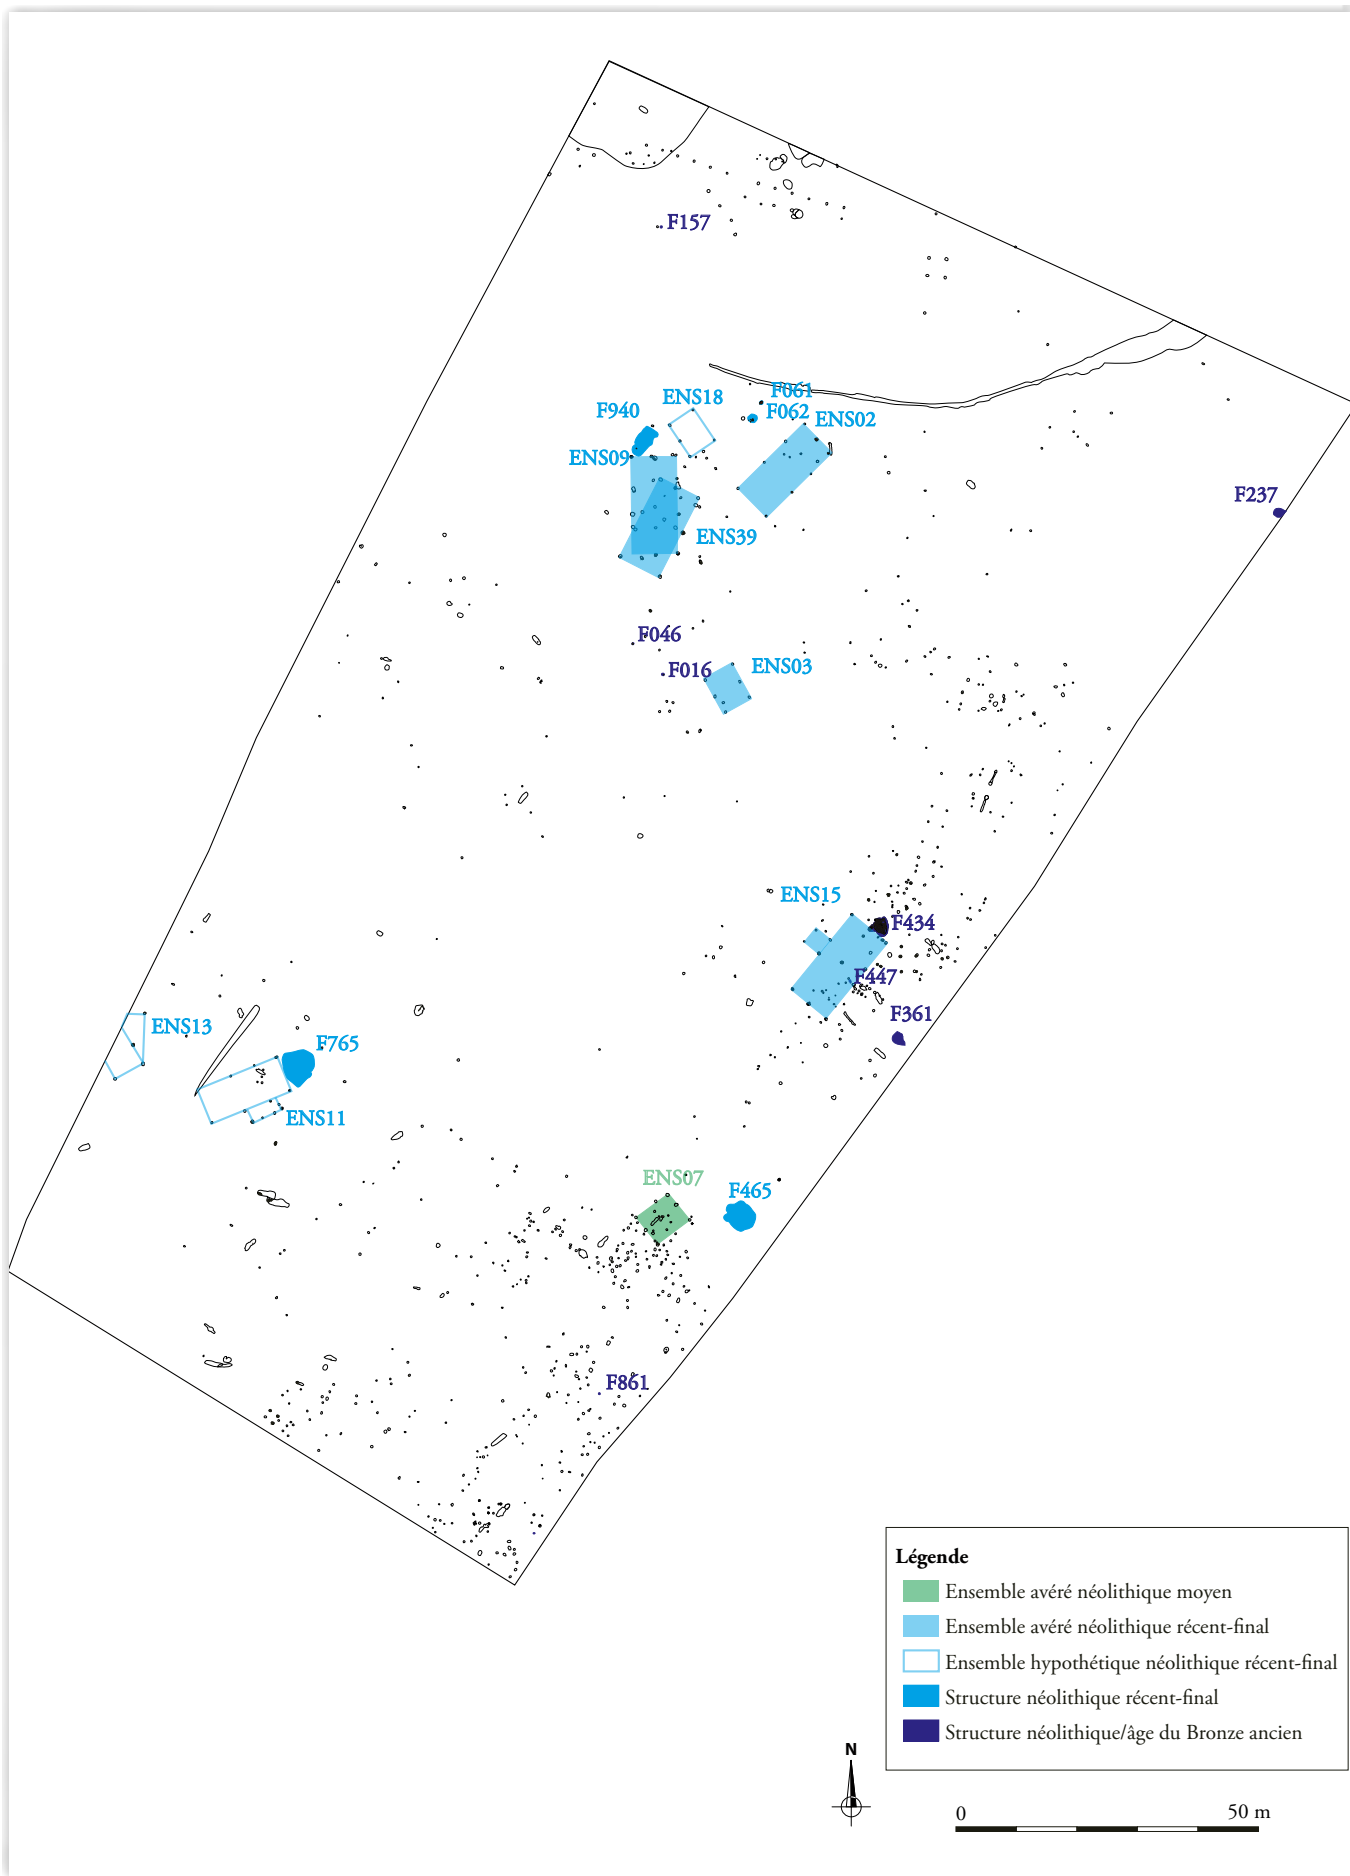 F157
F061
ENS18
F940
F062
ENS02
ENS09
F237
ENS39
F046
F016
ENS03
ENS15
F434
F447
F361
ENS13
F765
ENS11
ENS07
F465
F861
Légende
Ensemble avéré néolithique moyen
Ensemble avéré néolithique récent-final
Ensemble hypothétique néolithique récent-final
Structure néolithique récent-final
Structure néolithique/âge du Bronze ancien
N
0 50 m